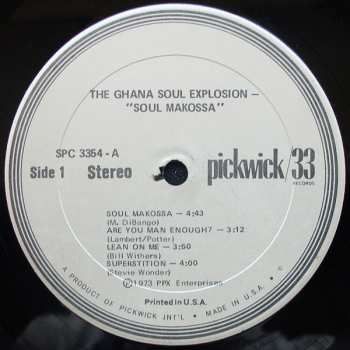 THE GHANA SOUL EXPLOSION —
"SOUL MAKOSSA"
SPC 3354 - A
Side 1 Stereo
pickwick/33
RECORDS
SOUL MAKOSSA — 4:43
(M. DiBango)
ARE YOU MAN ENOUGH? — 3:12
(Lambert/Potter)
LEAN ON ME — 3:50
(Bill Withers)
SUPERSTITION — 4:00
(Stevie Wonder)
Ⓟ1973 PPX Enterprises
Printed in U.S.A.
A PRODUCT OF PICKWICK INT'L • MADE IN U.S.A. •